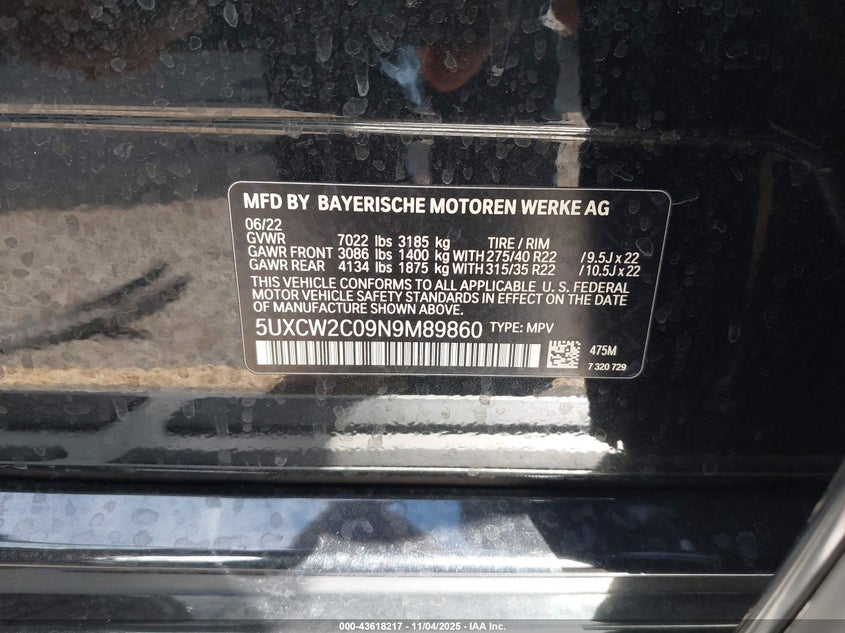 MFD BY BAYERISCHE MOTOREN WERKE AG
06/22
GVWR 7022 lbs 3185 kg TIRE / RIM
GAWR FRONT 3086 lbs 1400 kg WITH 275/40 R22 / 9.5J x 22
GAWR REAR 4134 lbs 1875 kg WITH 315/35 R22 / 10.5J x 22
THIS VEHICLE CONFORMS TO ALL APPLICABLE U. S. FEDERAL
MOTOR VEHICLE SAFETY STANDARDS IN EFFECT ON THE DATE
OF MANUFACTURE SHOWN ABOVE.
5UXCW2C09N9M89860 TYPE: MPV
475M
7 320 729
000-43618217 - 11/04/2025 - IAA Inc.